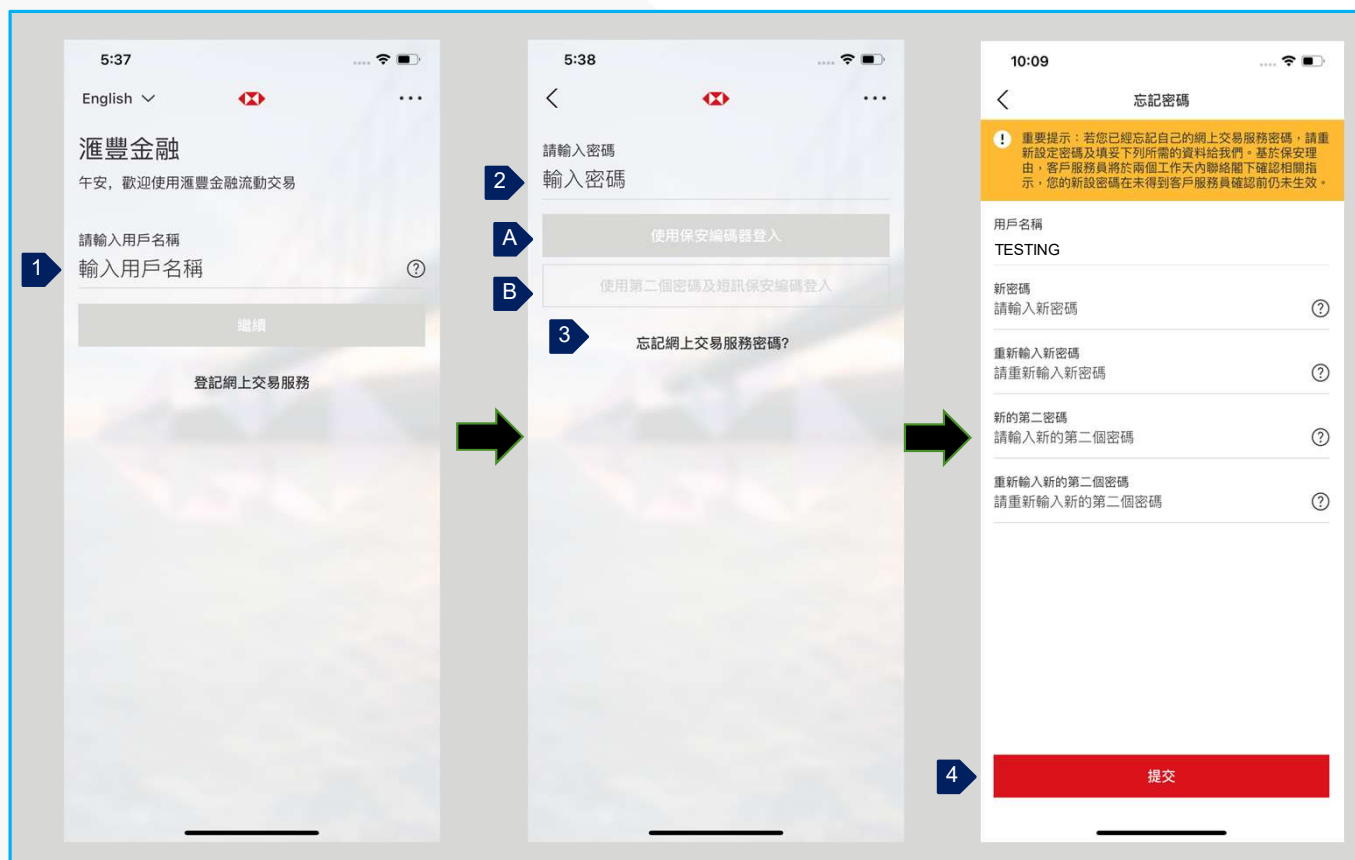 5:37
English
...
滙豐金融
午安，歡迎使用滙豐金融流動交易
請輸入用戶名稱
1
輸入用戶名稱
?
繼續
登記網上交易服務
5:38
...
請輸入密碼
2
輸入密碼
A
使用保安編碼器登入
B
使用第二個密碼及短訊保安編碼登入
3
忘記網上交易服務密碼?
10:09
忘記密碼
! 重要提示：若您已經忘記自己的網上交易服務密碼，請重
新設定密碼及填妥下列所需的資料給我們。基於保安理
由，客戶服務員將於兩個工作天內聯絡閣下確認相關指
示，您的新設密碼在未得到客戶服務員確認前仍未生效。
用戶名稱
TESTING
新密碼
請輸入新密碼
?
重新輸入新密碼
請重新輸入新密碼
?
新的第二密碼
請輸入新的第二個密碼
?
重新輸入新的第二個密碼
請重新輸入新的第二個密碼
?
4
提交